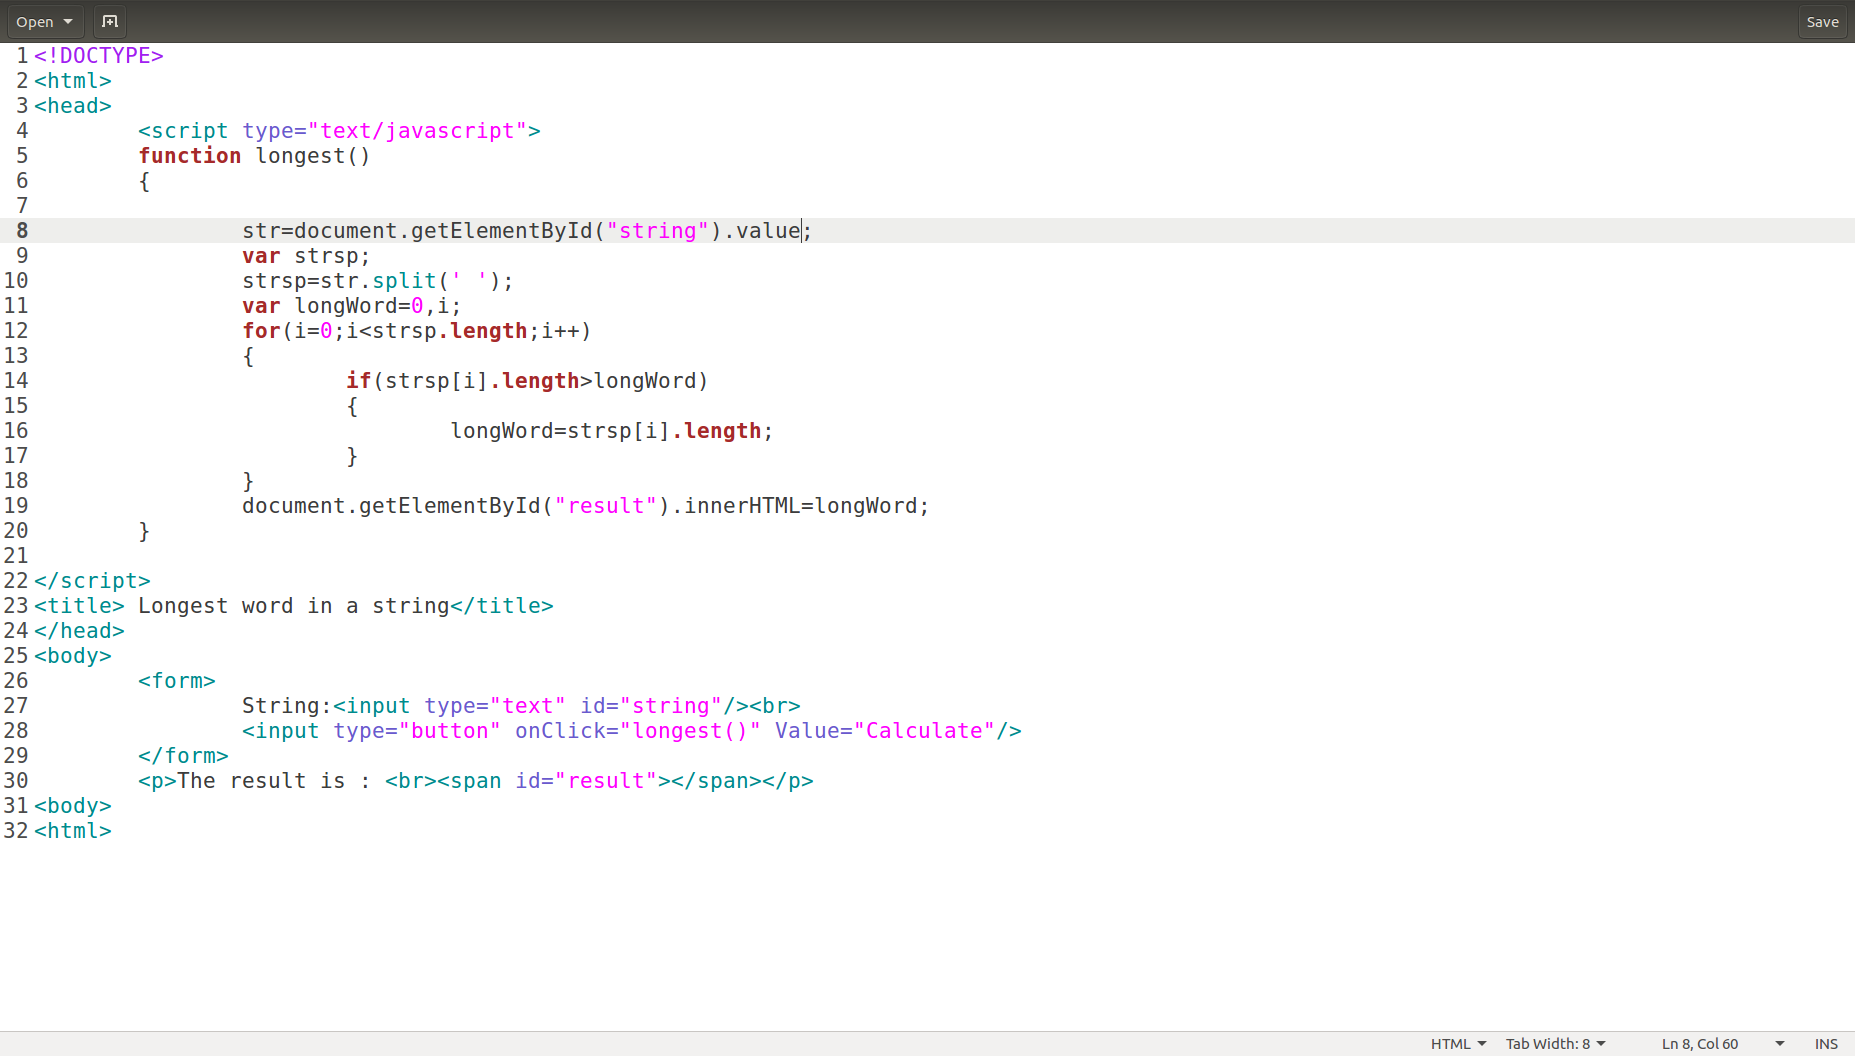 Open
Save
1 <!DOCTYPE>
2 <html>
3 <head>
4         <script type="text/javascript">
5         function longest()
6         {
7
8                 str=document.getElementById("string").value;
9                 var strsp;
10                 strsp=str.split(' ');
11                 var longWord=0,i;
12                 for(i=0;i<strsp.length;i++)
13                 {
14                         if(strsp[i].length>longWord)
15                         {
16                                 longWord=strsp[i].length;
17                         }
18                 }
19                 document.getElementById("result").innerHTML=longWord;
20         }
21
22 </script>
23 <title> Longest word in a string</title>
24 </head>
25 <body>
26         <form>
27                 String:<input type="text" id="string"/><br>
28                 <input type="button" onClick="longest()" Value="Calculate"/>
29         </form>
30         <p>The result is : <br><span id="result"></span></p>
31 <body>
32 <html>
HTML Tab Width: 8 Ln 8, Col 60 INS